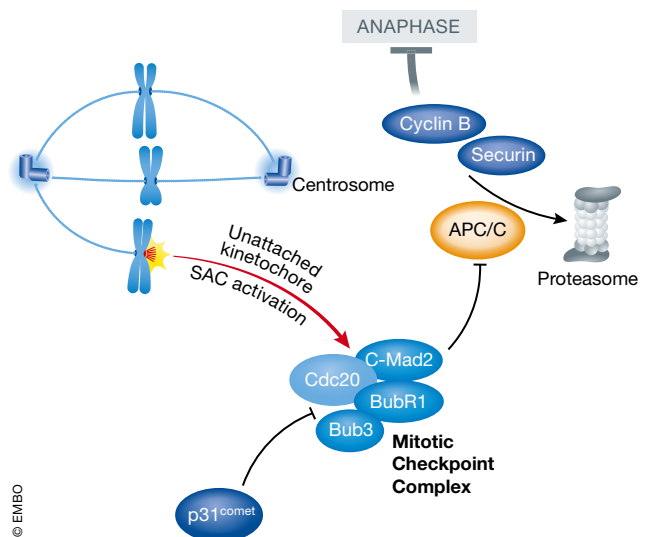 ANAPHASE
Cyclin B
Securin
Centrosome
APC/C
Proteasome
Unattached
kinetochore
SAC activation
C-Mad2
Cdc20
BubR1
Bub3
Mitotic
Checkpoint
Complex
p31comet
© EMBO